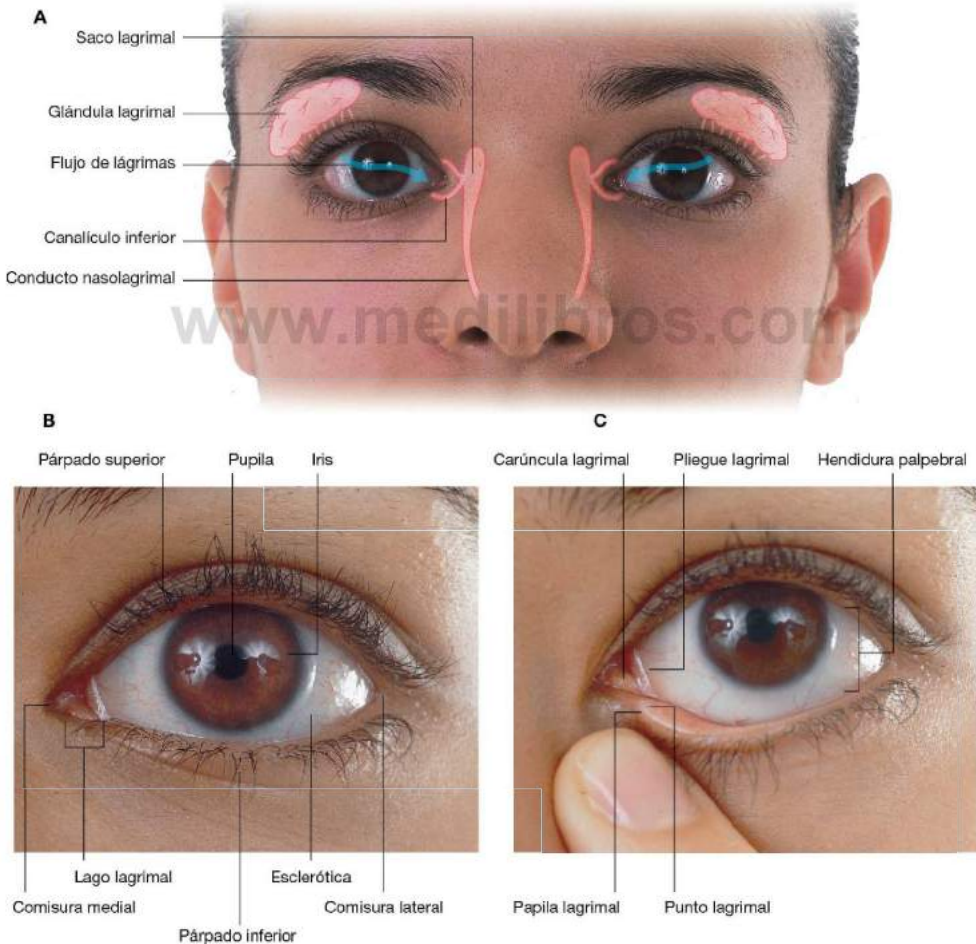 A
Saco lagrimal
Glándula lagrimal
Flujo de lágrimas
Canalículo inferior
Conducto nasolagrimal
www.medilibros.com
B
C
Párpado superior
Pupila
Iris
Carúncula lagrimal
Pliegue lagrimal
Hendidura palpebral
Lago lagrimal
Esclerótica
Comisura medial
Comisura lateral
Párpado inferior
Papila lagrimal
Punto lagrimal